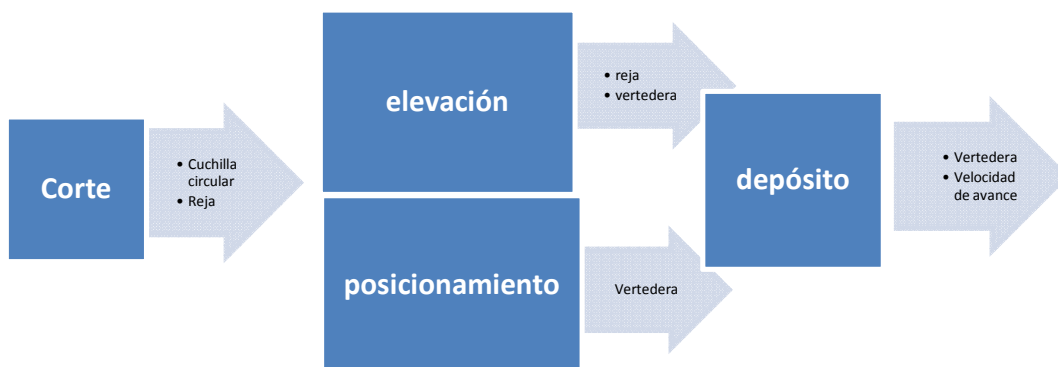 Corte
• Cuchilla
circular
• Reja
elevación
• reja
• vertedera
posicionamiento
Vertedera
depósito
• Vertedera
• Velocidad
de avance